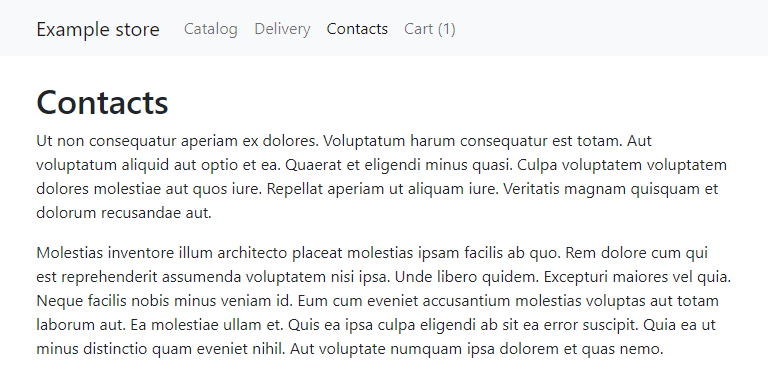 Example store Catalog Delivery Contacts Cart (1)
Contacts
Ut non consequatur aperiam ex dolores. Voluptatum harum consequatur est totam. Aut
voluptatum aliquid aut optio et ea. Quaerat et eligendi minus quasi. Culpa voluptatem voluptatem
dolores molestiae aut quos iure. Repellat aperiam ut aliquam iure. Veritatis magnam quisquam et
dolorum recusandae aut.
Molestias inventore illum architecto placeat molestias ipsam facilis ab quo. Rem dolore cum qui
est reprehenderit assumenda voluptatem nisi ipsa. Unde libero quidem. Excepturi maiores vel quia.
Neque facilis nobis minus veniam id. Eum cum eveniet accusantium molestias voluptas aut totam
laborum aut. Ea molestiae ullam et. Quis ea ipsa culpa eligendi ab sit ea error suscipit. Quia ea ut
minus distinctio quam eveniet nihil. Aut voluptate numquam ipsa dolorem et quas nemo.